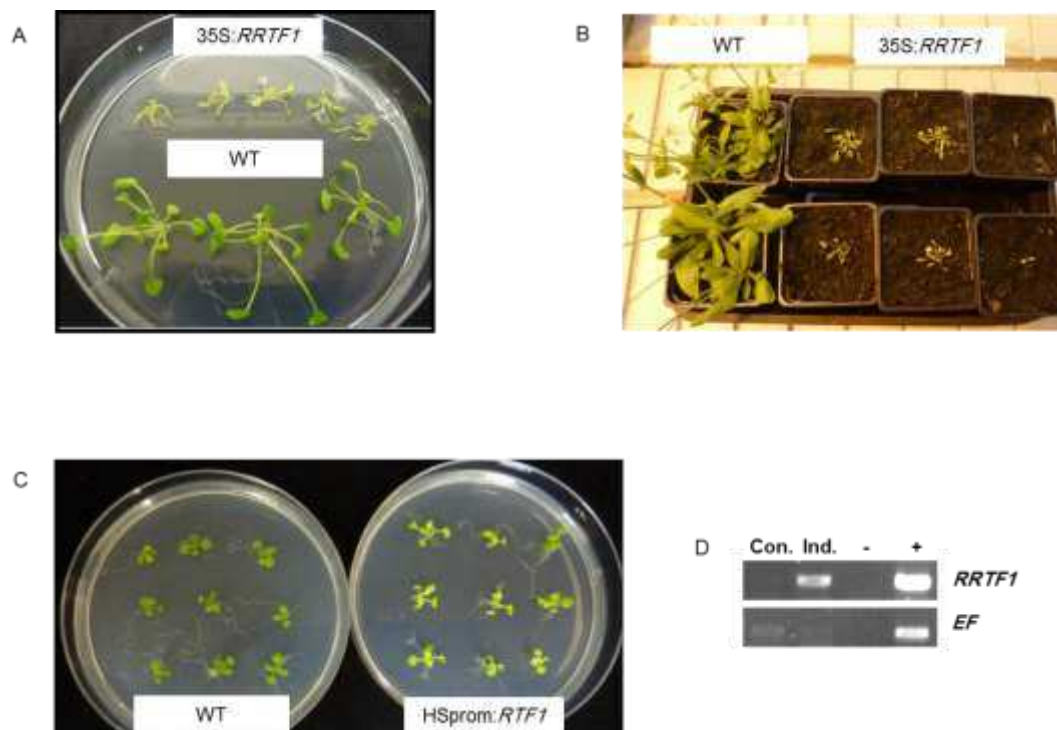 A
35S:RRTF1
WT
B
WT
35S:RRTF1
C
WT
HSprom:RTF1
D
Con. Ind. - +
RRTF1
EF